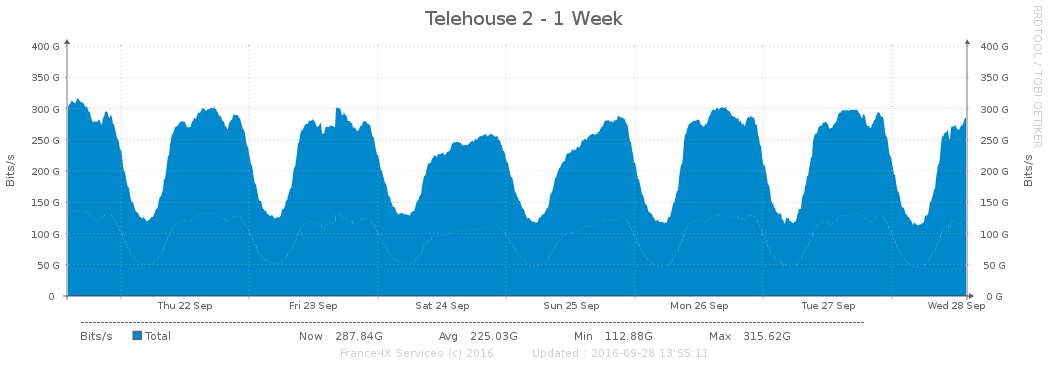 Telehouse 2 - 1 Week
RRDTOOL / TOBI OETIKER
Bits/s
400 G 400 G
350 G 350 G
300 G 300 G
250 G 250 G
200 G 200 G
150 G 150 G
100 G 100 G
50 G 50 G
0 0 G
Bits/s
Thu 22 Sep Fri 23 Sep Sat 24 Sep Sun 25 Sep Mon 26 Sep Tue 27 Sep Wed 28 Sep
Bits/s Total Now 287.84G Avg 225.03G Min 112.88G Max 315.62G
France-IX Services (c) 2016 Updated : 2016-09-28 13:55:11